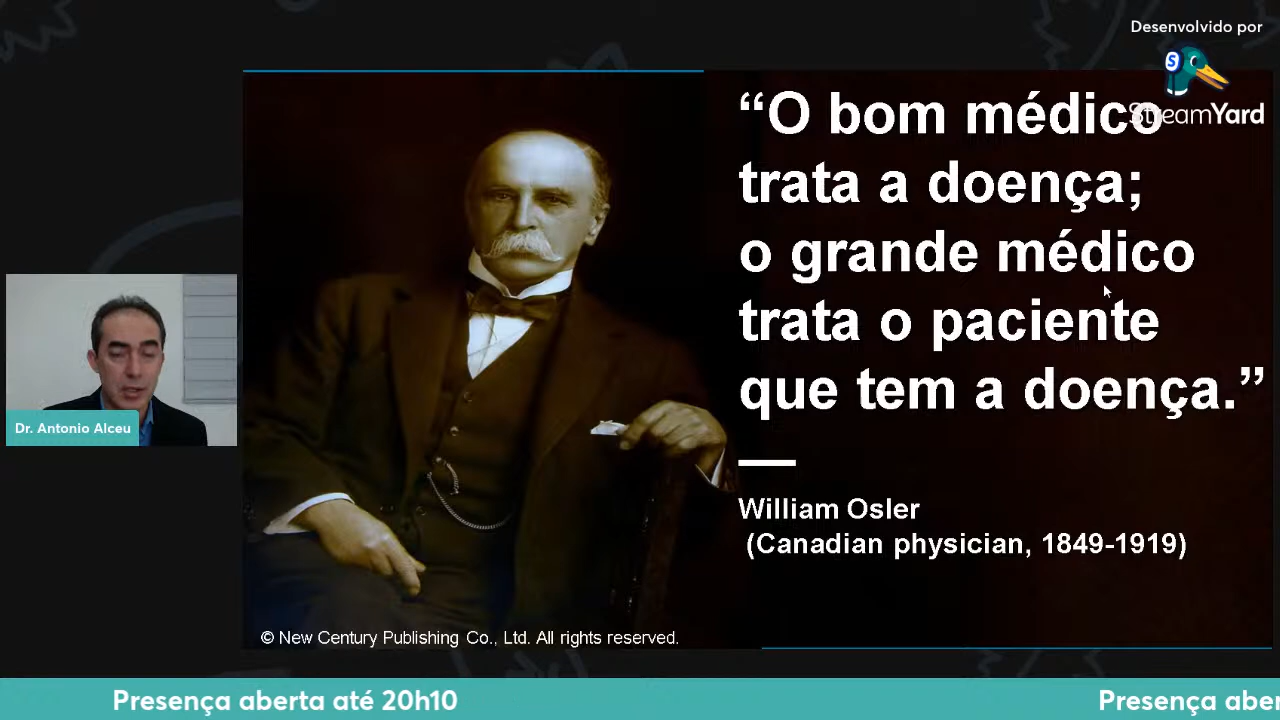 Desenvolvido por
StreamYard
“O bom médico
trata a doença;
o grande médico
trata o paciente
que tem a doença.”
William Osler
(Canadian physician, 1849-1919)
© New Century Publishing Co., Ltd. All rights reserved.
Dr. Antonio Alceu
Presença aberta até 20h10
Presença aber